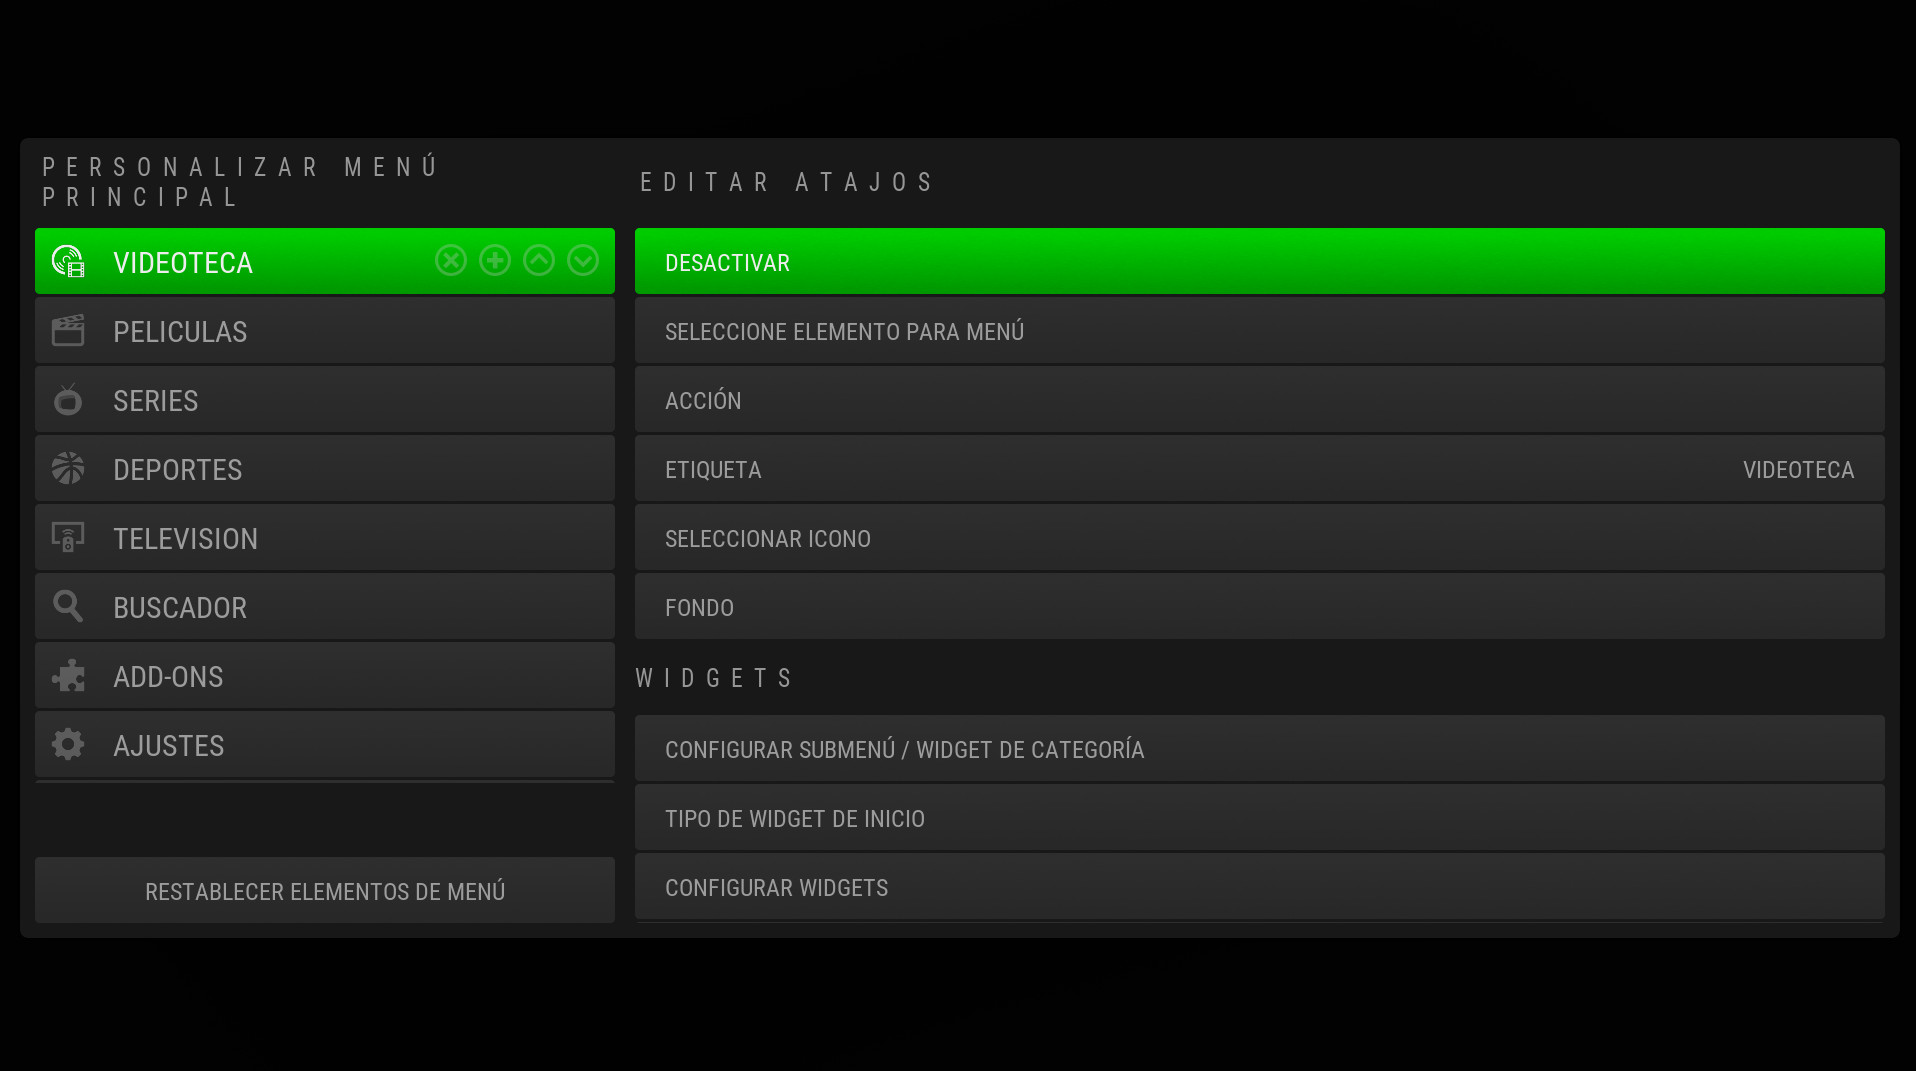 PERSONALIZAR MENÚ
PRINCIPAL
VIDEOTECA
PELICULAS
SERIES
DEPORTES
TELEVISION
BUSCADOR
ADD-ONS
AJUSTES
RESTABLECER ELEMENTOS DE MENÚ
EDITAR ATAJOS
DESACTIVAR
SELECCIONE ELEMENTO PARA MENÚ
ACCIÓN
ETIQUETA VIDEOTECA
SELECCIONAR ICONO
FONDO
WIDGETS
CONFIGURAR SUBMENÚ / WIDGET DE CATEGORÍA
TIPO DE WIDGET DE INICIO
CONFIGURAR WIDGETS